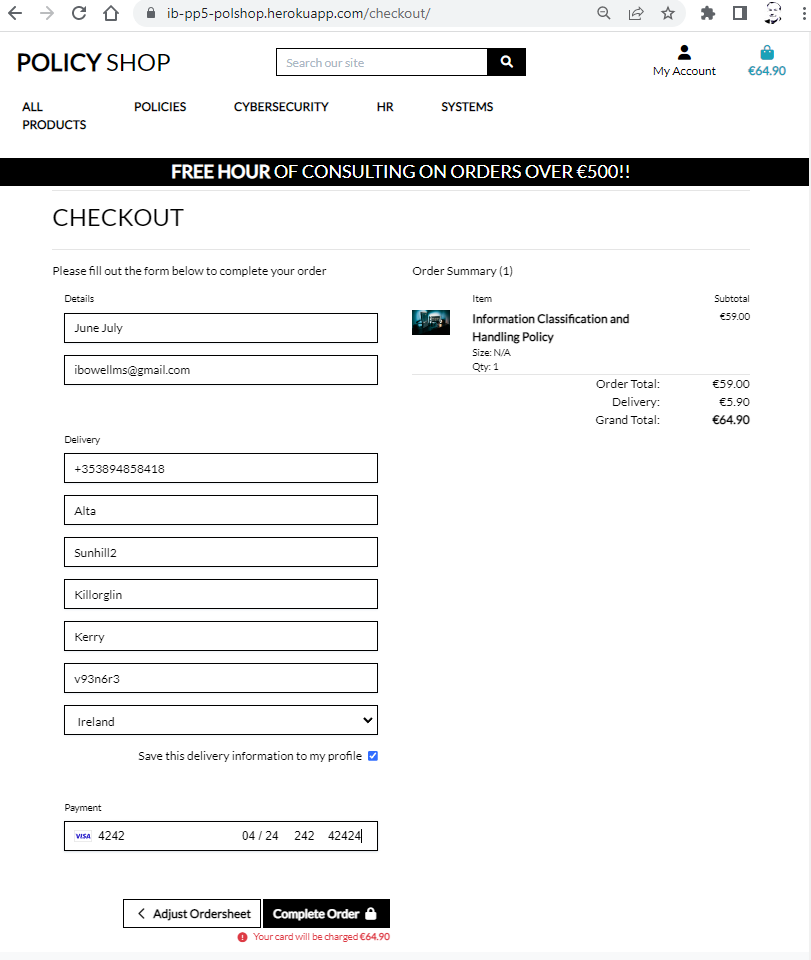 ib-pp5-polshop.herokuapp.com/checkout/
POLICY SHOP
Search our site
My Account
€64.90
ALL PRODUCTS
POLICIES
CYBERSECURITY
HR
SYSTEMS
FREE HOUR OF CONSULTING ON ORDERS OVER €500!!
CHECKOUT
Please fill out the form below to complete your order
Details
June July
ibowellms@gmail.com
Delivery
+353894858418
Alta
Sunhill2
Killorglin
Kerry
v93n6r3
Ireland
Save this delivery information to my profile
Payment
VISA 4242 04 / 24 242 42424
Adjust Ordersheet
Complete Order
Your card will be charged €64.90
Order Summary (1)
Item Subtotal
Information Classification and €59.00
Handling Policy
Size: N/A
Qty: 1
Order Total: €59.00
Delivery: €5.90
Grand Total: €64.90